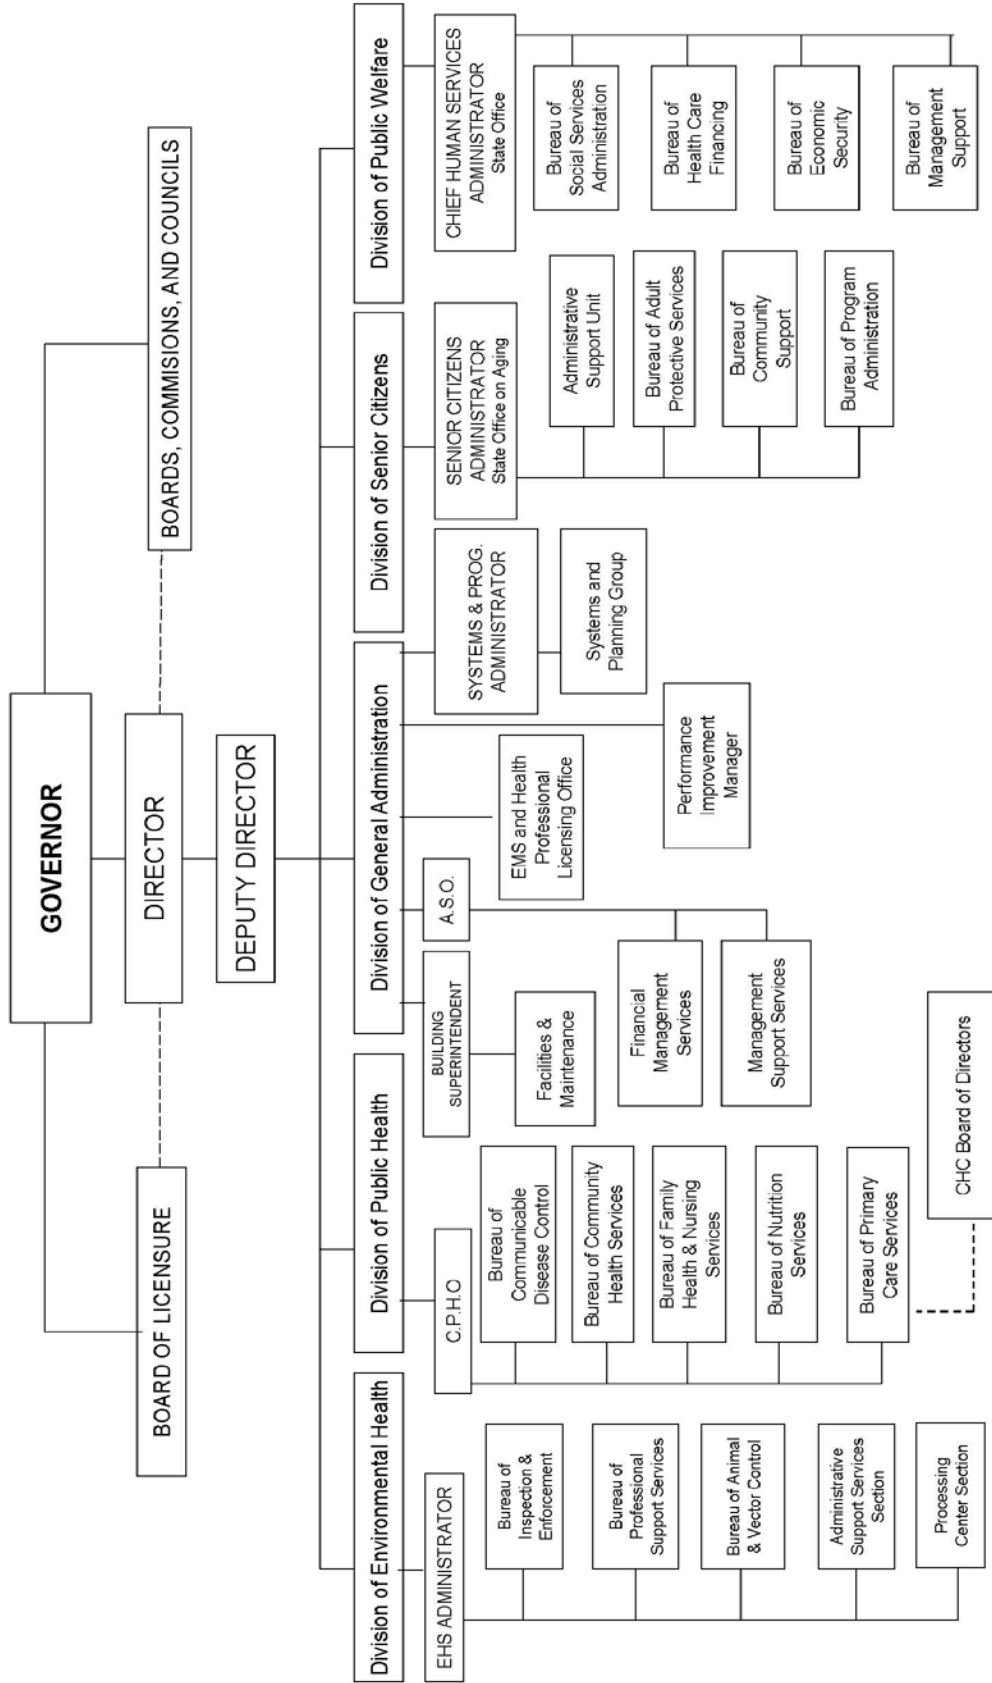 GOVERNOR
BOARD OF LICENSURE
DIRECTOR
BOARDS, COMMISIONS, AND COUNCILS
DEPUTY DIRECTOR
Division of Environmental Health
Division of Public Health
Division of General Administration
Division of Senior Citizens
Division of Public Welfare
EHS ADMINISTRATOR
Bureau of
Inspection &
Enforcement
Bureau of
Professional
Support Services
Bureau of Animal
& Vector Control
Administrative
Support Services
Section
Processing
Center Section
C.P.H.O
Bureau of
Communicable
Disease Control
Bureau of Community
Health Services
Bureau of Family
Health & Nursing
Services
Bureau of Nutrition
Services
Bureau of Primary
Care Services
CHC Board of Directors
BUILDING
SUPERINTENDENT
Facilities &
Maintenance
A.S.O.
Financial
Management
Services
Management
Support Services
EMS and Health
Professional
Licensing Office
Performance
Improvement
Manager
SYSTEMS & PROG.
ADMINISTRATOR
Systems and
Planning Group
SENIOR CITIZENS
ADMINISTRATOR
State Office on Aging
Administrative
Support Unit
Bureau of Adult
Protective Services
Bureau of
Community
Support
Bureau of Program
Administration
CHIEF HUMAN SERVICES
ADMINISTRATOR
State Office
Bureau of
Social Services
Administration
Bureau of
Health Care
Financing
Bureau of
Economic
Security
Bureau of
Management
Support